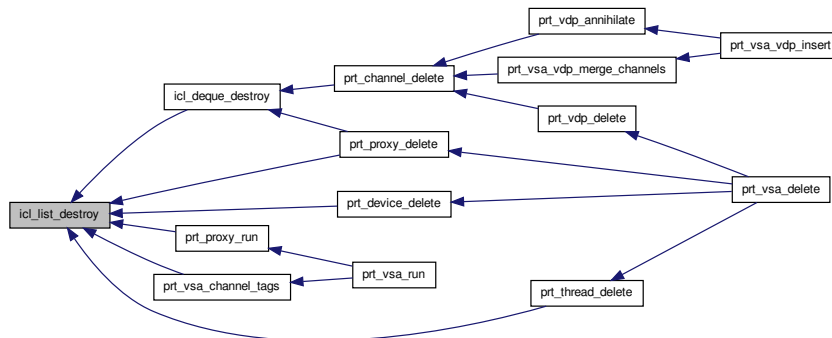 prt_vdp_annihilate
prt_vsa_vdp_insert
prt_channel_delete
prt_vsa_vdp_merge_channels
icl_deque_destroy
prt_vdp_delete
prt_proxy_delete
prt_vsa_delete
icl_list_destroy
prt_device_delete
prt_proxy_run
prt_vsa_run
prt_vsa_channel_tags
prt_thread_delete